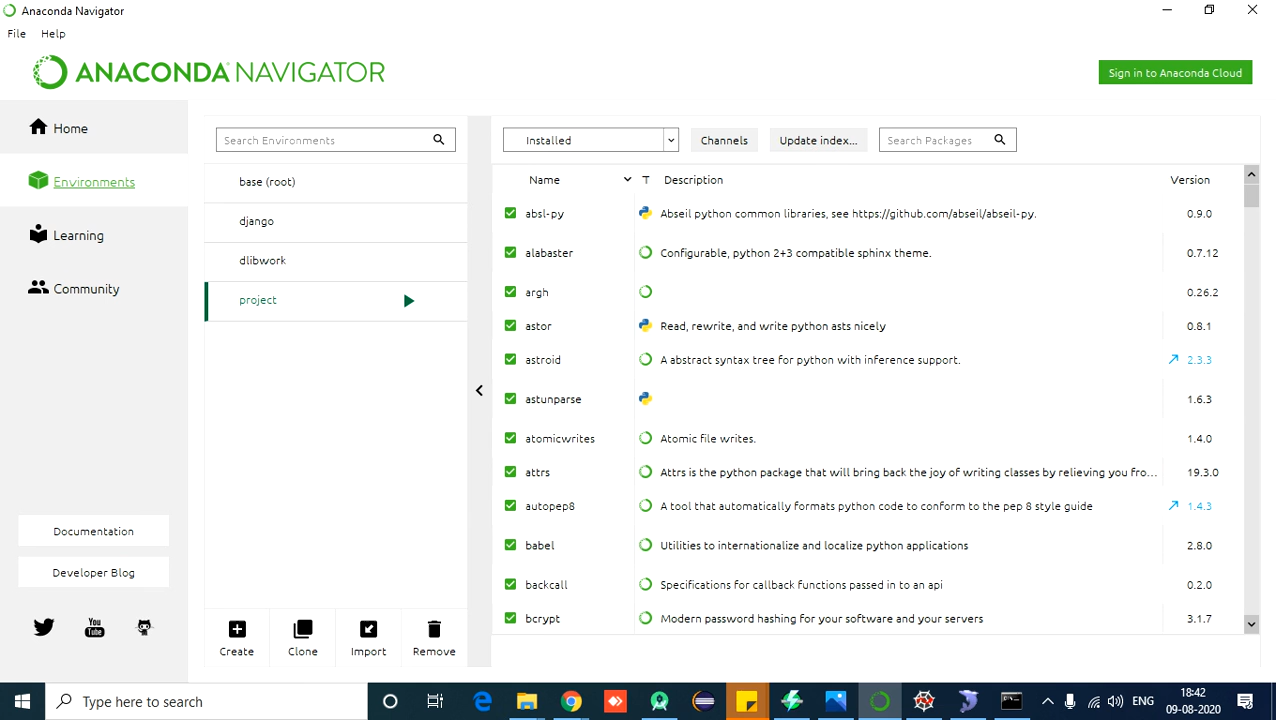 Anaconda Navigator
File Help
ANACONDA NAVIGATOR
Sign in to Anaconda Cloud
Home
Environments
Learning
Community
Documentation
Developer Blog
You Tube
Search Environments
base (root)
django
dlibwork
project
Create Clone Import Remove
Installed Channels Update index... Search Packages
Name T Description Version
absl-py Abseil python common libraries, see https://github.com/abseil/abseil-py. 0.9.0
alabaster Configurable, python 2+3 compatible sphinx theme. 0.7.12
argh 0.26.2
astor Read, rewrite, and write python asts nicely 0.8.1
astroid A abstract syntax tree for python with inference support. 2.3.3
astunparse 1.6.3
atomicwrites Atomic file writes. 1.4.0
attrs Attrs is the python package that will bring back the joy of writing classes by relieving you fro... 19.3.0
autopep8 A tool that automatically formats python code to conform to the pep 8 style guide 1.4.3
babel Utilities to internationalize and localize python applications 2.8.0
backcall Specifications for callback functions passed in to an api 0.2.0
bcrypt Modern password hashing for your software and your servers 3.1.7
Type here to search
ENG
18:42
09-08-2020